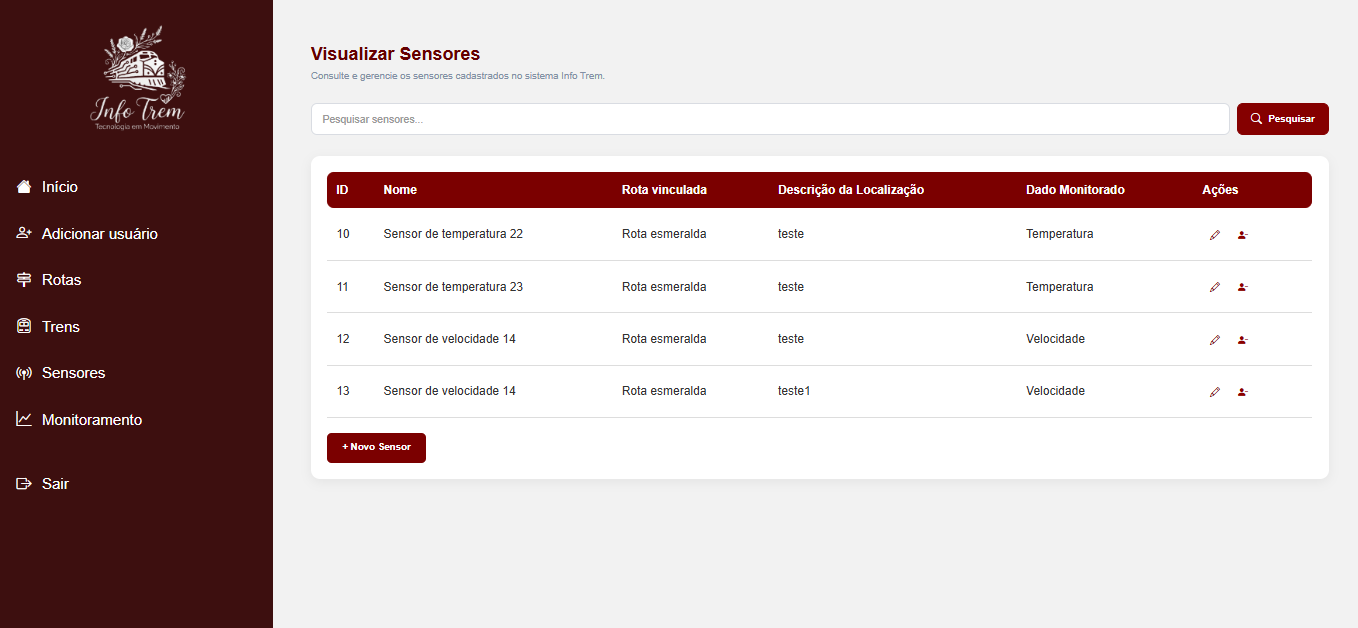 Info Trem
Tecnologia em Movimento
Início
Adicionar usuário
Rotas
Trens
Sensores
Monitoramento
Sair
Visualizar Sensores
Consulte e gerencie os sensores cadastrados no sistema Info Trem.
Pesquisar sensores...
Pesquisar
ID Nome Rota vinculada Descrição da Localização Dado Monitorado Ações
10 Sensor de temperatura 22 Rota esmeralda teste Temperatura
11 Sensor de temperatura 23 Rota esmeralda teste Temperatura
12 Sensor de velocidade 14 Rota esmeralda teste Velocidade
13 Sensor de velocidade 14 Rota esmeralda teste1 Velocidade
+ Novo Sensor